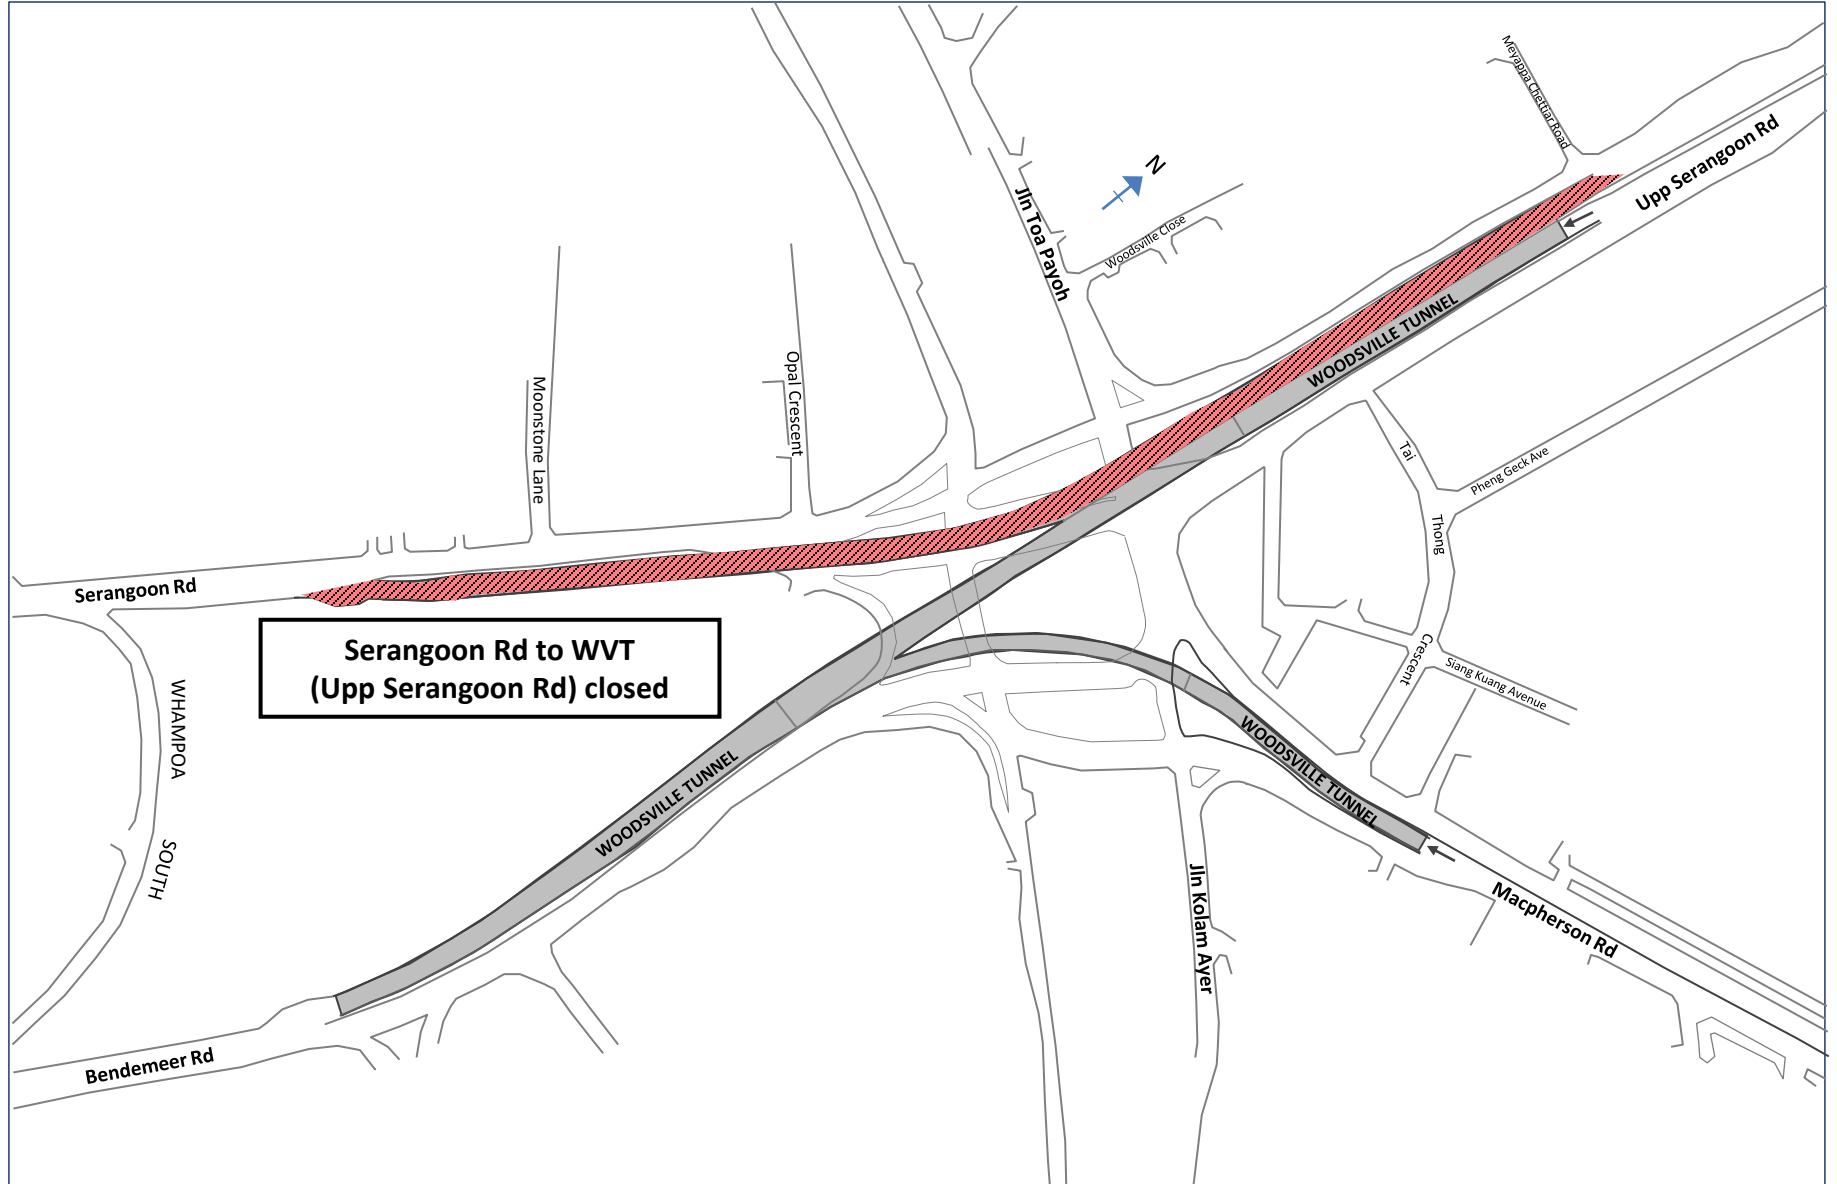 Meyappa Chettiar Road
Upp Serangoon Rd
N
Jln Toa Payoh
Woodsville Close
WOODSVILLE TUNNEL
Opal Crescent
Moonstone Lane
Tai
Thong
Crescent
Pheng Geck Ave
Siang Kuang Avenue
Serangoon Rd
Serangoon Rd to WVT
(Upp Serangoon Rd) closed
WHAMPOA
SOUTH
WOODSVILLE TUNNEL
WOODSVILLE TUNNEL
Jln Kolam Ayer
Macpherson Rd
Bendemeer Rd